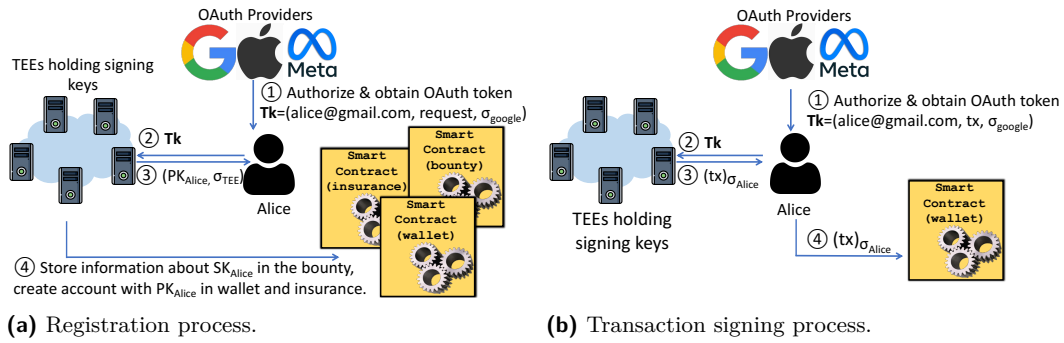 OAuth Providers
Meta
TEEs holding signing
keys
① Authorize & obtain OAuth token
Tk=(alice@gmail.com, request, σgoogle)
② Tk
③ (PKAlice, σTEE)
Alice
Smart
Contract
(insurance)
Smart
Contract
(bounty)
Smart
Contract
(wallet)
④ Store information about SKAlice in the bounty,
create account with PKAlice in wallet and insurance.
(a) Registration process.
OAuth Providers
Meta
① Authorize & obtain OAuth token
Tk=(alice@gmail.com, tx, σgoogle)
② Tk
③ (tx)σAlice
TEEs holding
signing keys
Alice
④ (tx)σAlice
Smart
Contract
(wallet)
(b) Transaction signing process.